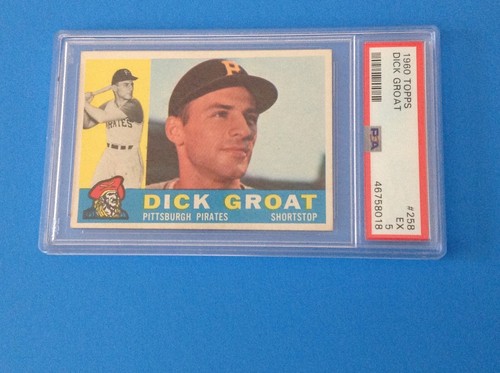 P
PIRATES
DICK GROAT
PITTSBURGH PIRATES SHORTSTOP
1960 TOPPS #258
DICK GROAT EX 5
PSA 46758018